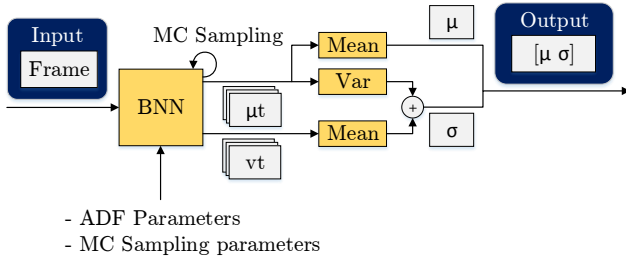 Input
Frame
MC Sampling
BNN
μt
vt
Mean
Var
+
Mean
μ
σ
Output
[μ σ]
- ADF Parameters
- MC Sampling parameters